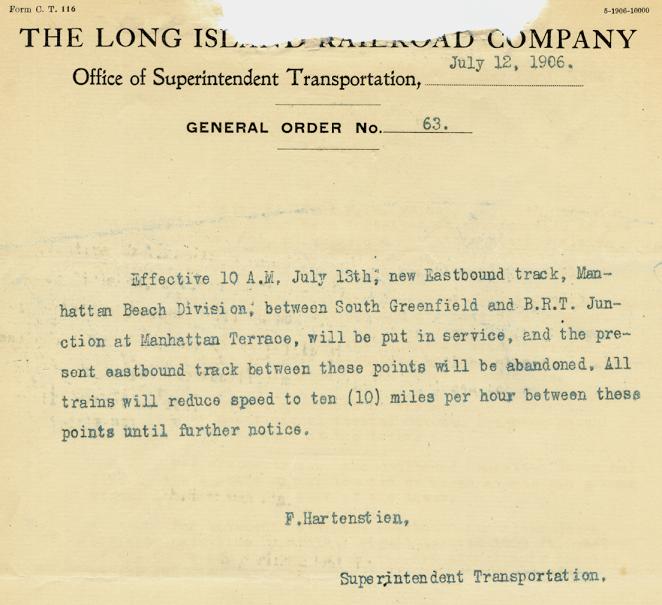 Form C. T. 116
5-1906-10000
THE LONG ISLAND RAILROAD COMPANY
July 12, 1906.
Office of Superintendent Transportation,
GENERAL ORDER No. 63.
Effective 10 A.M. July 13th, new Eastbound track, Man-
hattan Beach Division, between South Greenfield and B.R.T. Jun-
ction at Manhattan Terrace, will be put in service, and the pre-
sent eastbound track between these points will be abandoned. All
trains will reduce speed to ten (10) miles per hour between these
points until further notice.
F.Hartenstien,
Superintendent Transportation.